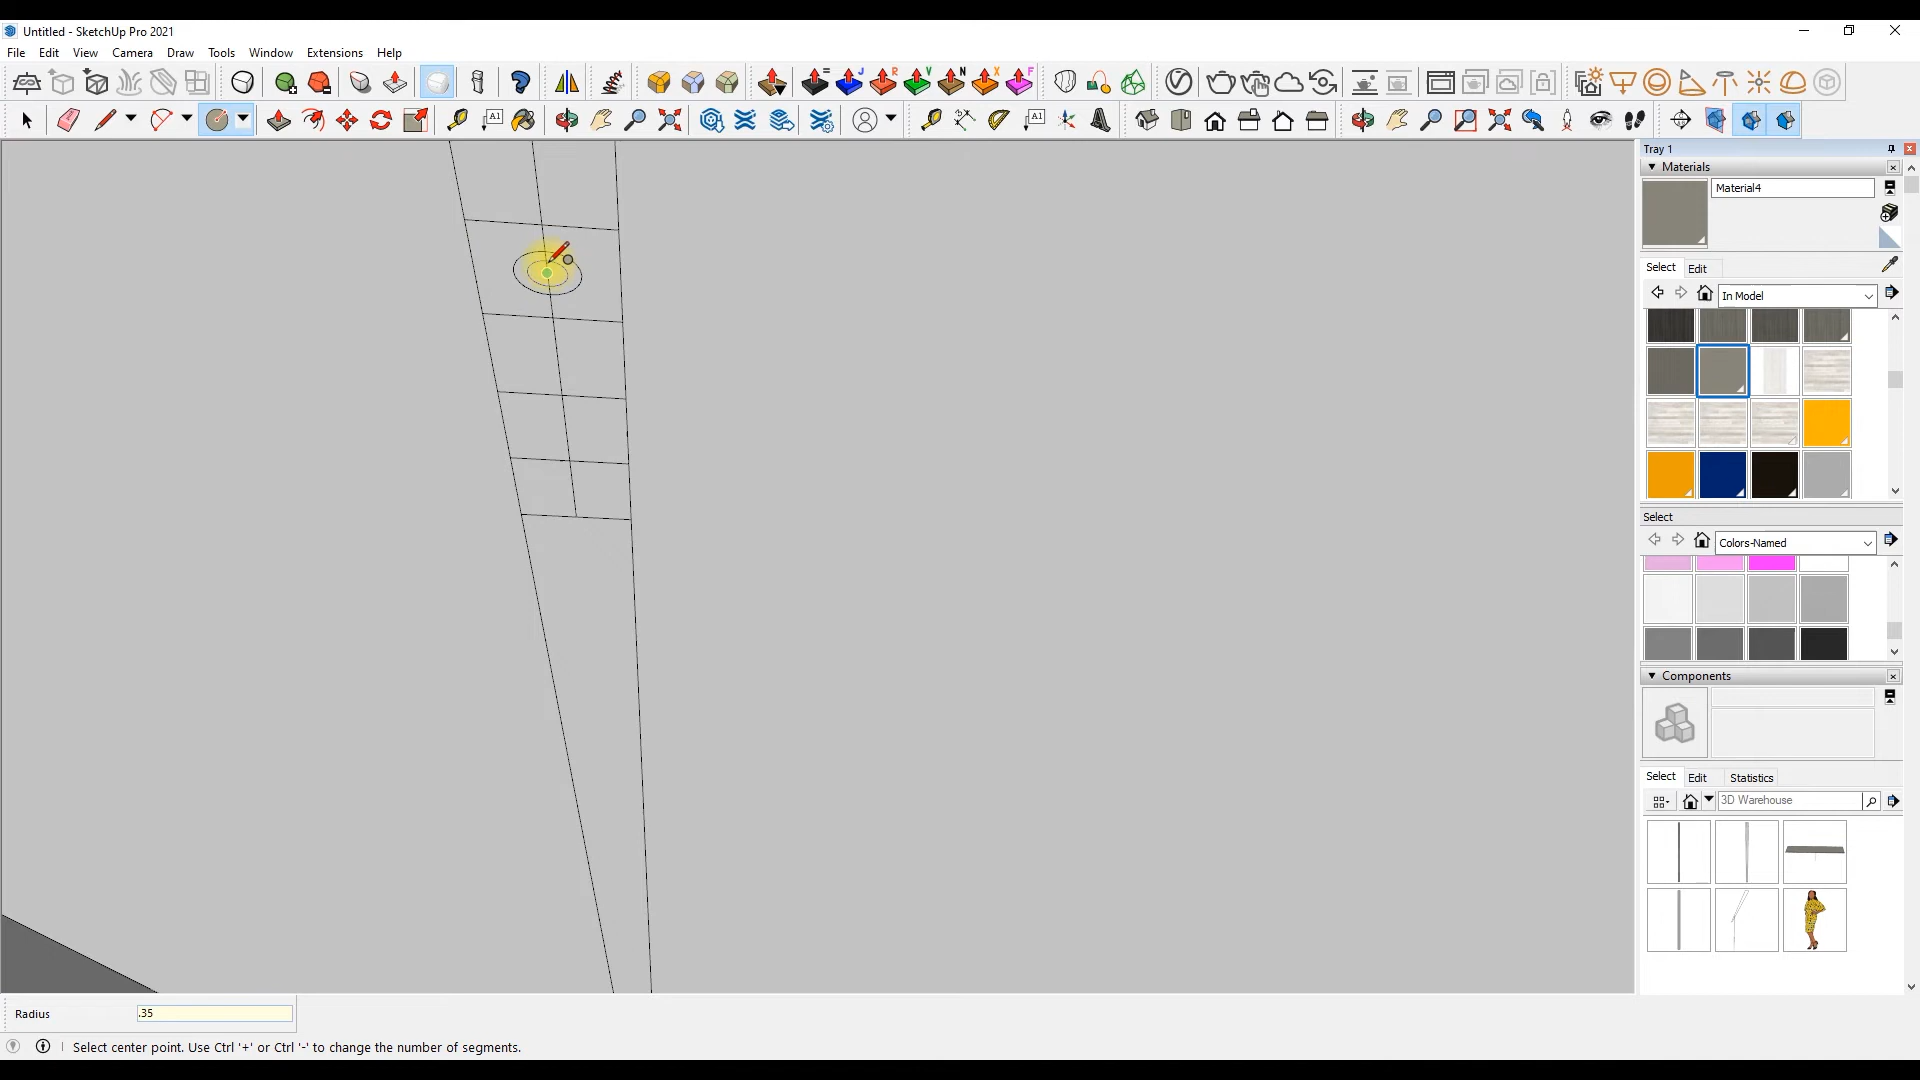 Untitled - SketchUp Pro 2021
File Edit View Camera Draw Tools Window Extensions Help
R J R V N X F
A1 A1
Tray 1
Materials
Material4
Select Edit
In Model
Select
Colors-Named
Components
Select Edit Statistics
3D Warehouse
Radius .35
Select center point. Use Ctrl '+' or Ctrl '-' to change the number of segments.